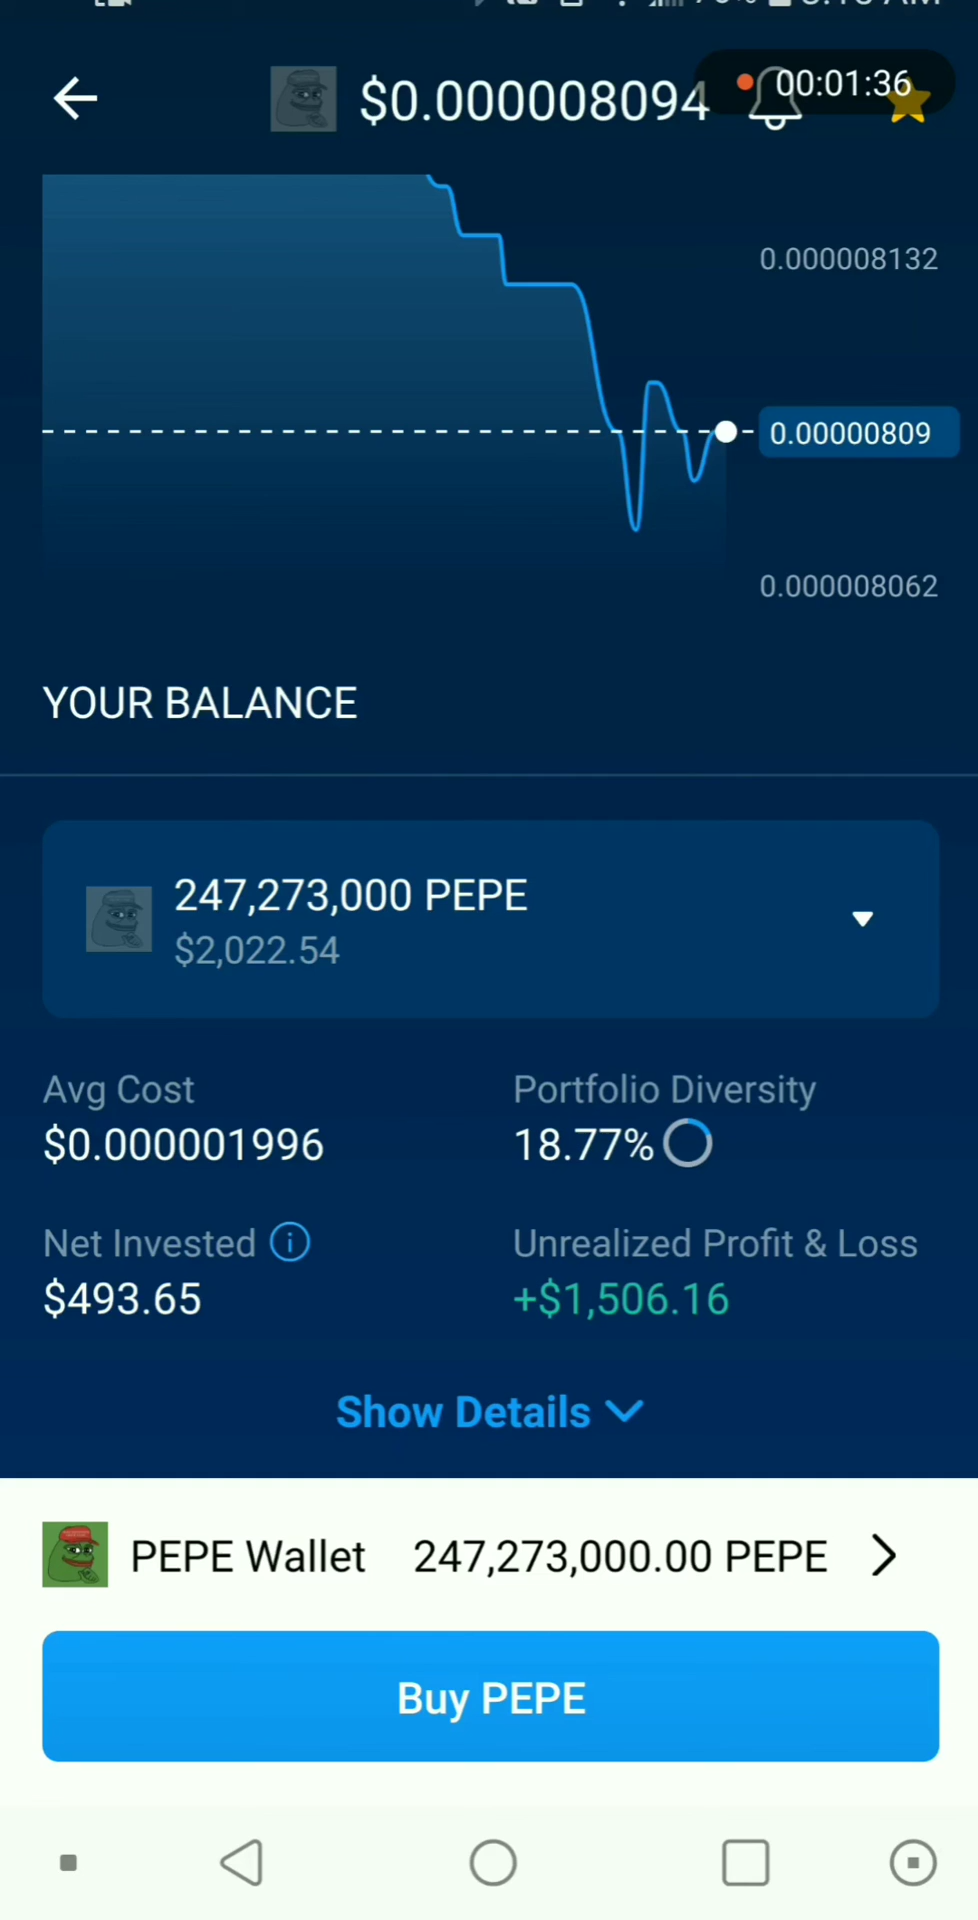 $0.000008094
00:01:36
0.000008132
0.00000809
0.000008062
YOUR BALANCE
247,273,000 PEPE
$2,022.54
Avg Cost
Portfolio Diversity
$0.000001996
18.77%
Net Invested
Unrealized Profit & Loss
$493.65
+$1,506.16
Show Details
PEPE Wallet 247,273,000.00 PEPE
Buy PEPE